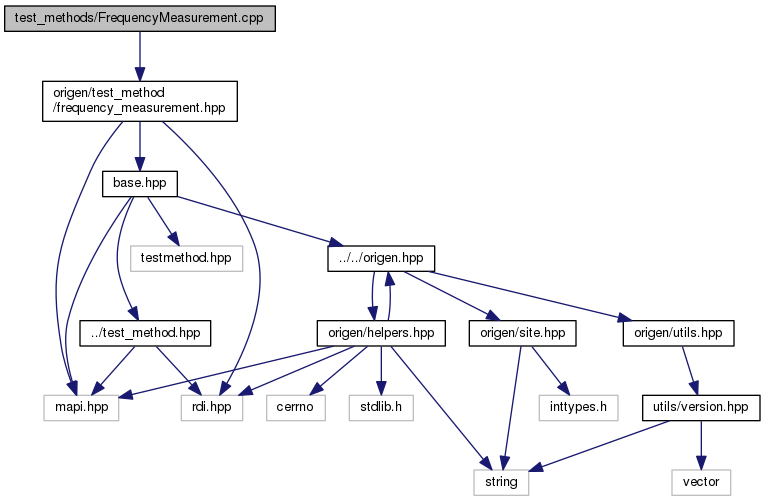 test_methods/FrequencyMeasurement.cpp
origen/test_method
/frequency_measurement.hpp
base.hpp
testmethod.hpp
../../origen.hpp
../test_method.hpp
origen/helpers.hpp
origen/site.hpp
origen/utils.hpp
mapi.hpp
rdi.hpp
cerrno
stdlib.h
inttypes.h
utils/version.hpp
string
vector